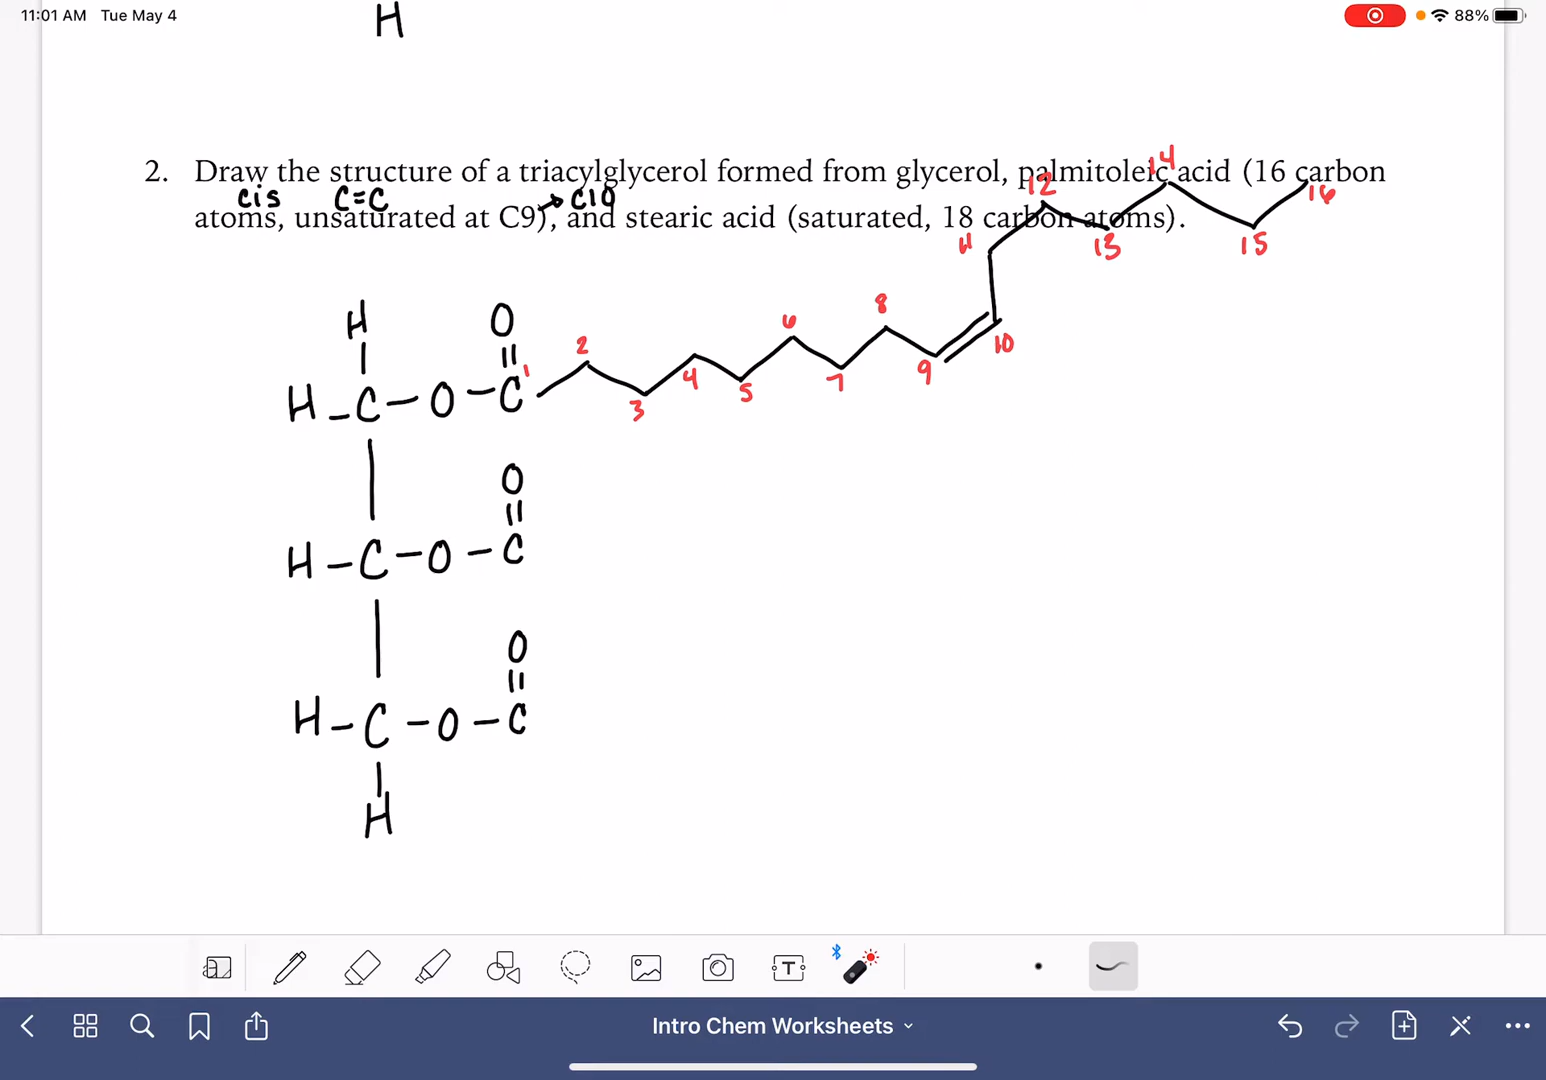 11:01 AM Tue May 4
88%
H
2. Draw the structure of a triacylglycerol formed from glycerol, palmitoleic acid (16 carbon
cis C=C → C10
atoms, unsaturated at C9), and stearic acid (saturated, 18 carbon atoms).
14
12
16
11
13
15
H
O
8
6
10
2
H-C-O-C
1
4
9
7
5
3
O
H-C-O-C
O
H-C-O-C
H
T
Intro Chem Worksheets